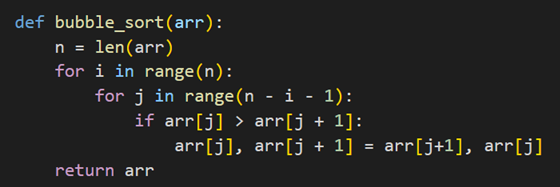 def bubble_sort(arr):
    n = len(arr)
    for i in range(n):
        for j in range(n - i - 1):
            if arr[j] > arr[j + 1]:
                arr[j], arr[j + 1] = arr[j+1], arr[j]
    return arr